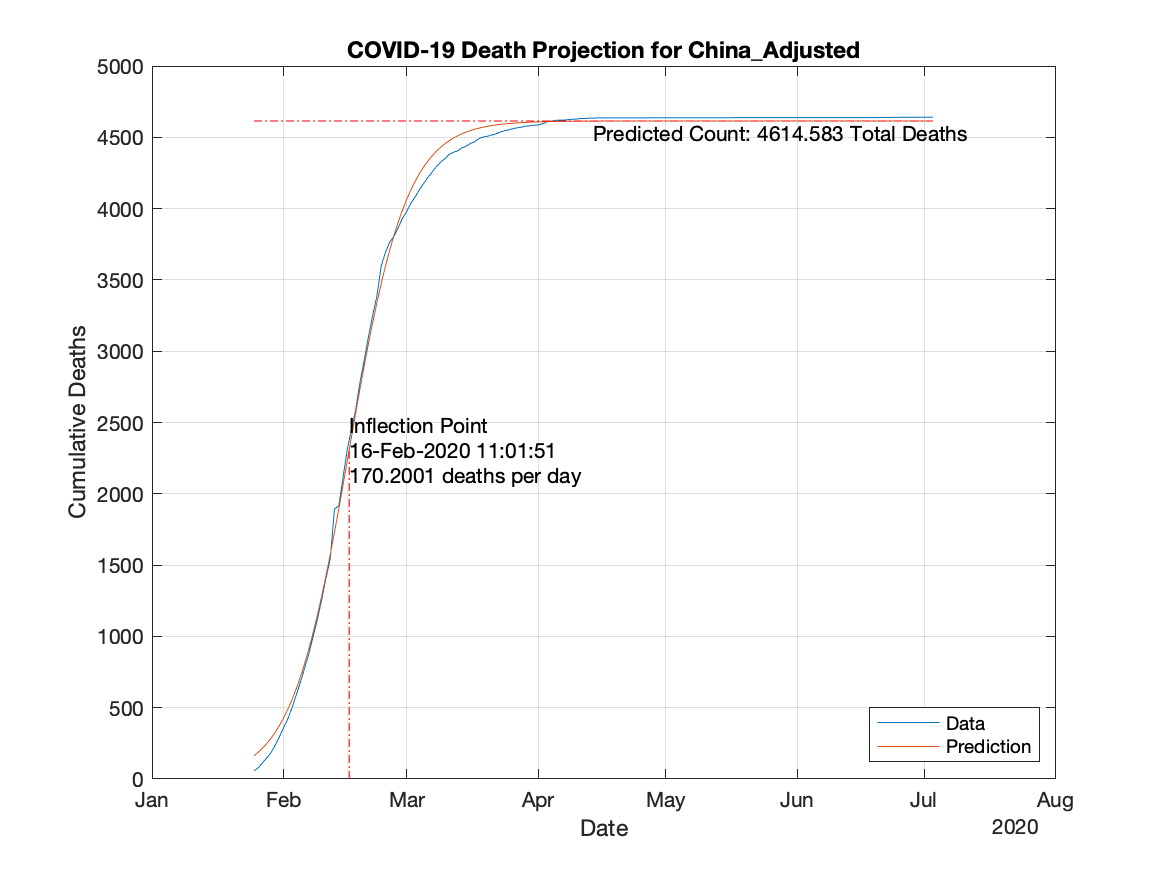 COVID-19 Death Projection for China_Adjusted
5000
4500
4000
3500
3000
2500
2000
1500
1000
500
0
Cumulative Deaths
Predicted Count: 4614.583 Total Deaths
Inflection Point
16-Feb-2020 11:01:51
170.2001 deaths per day
Data
Prediction
Jan Feb Mar Apr May Jun Jul Aug
Date
2020